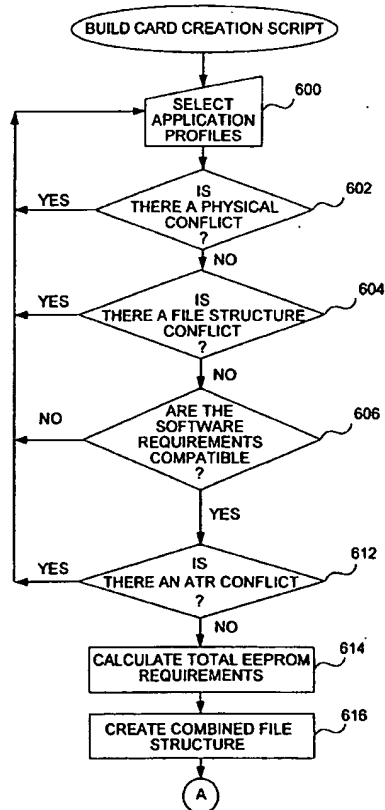 BUILD CARD CREATION SCRIPT
SELECT
APPLICATION
PROFILES
600
IS
THERE A PHYSICAL
CONFLICT
?
602
YES
NO
IS
THERE A FILE STRUCTURE
CONFLICT
?
604
YES
NO
ARE THE
SOFTWARE
REQUIREMENTS
COMPATIBLE
?
606
NO
YES
IS
THERE AN ATR CONFLICT
?
612
YES
NO
CALCULATE TOTAL EEPROM
REQUIREMENTS
614
CREATE COMBINED FILE
STRUCTURE
616
A